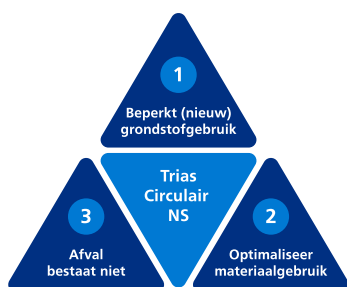 1
Beperkt (nieuw)
grondstofgebruik
Trias
Circulair
NS
3
Afval
bestaat niet
2
Optimaliseer
materiaalgebruik